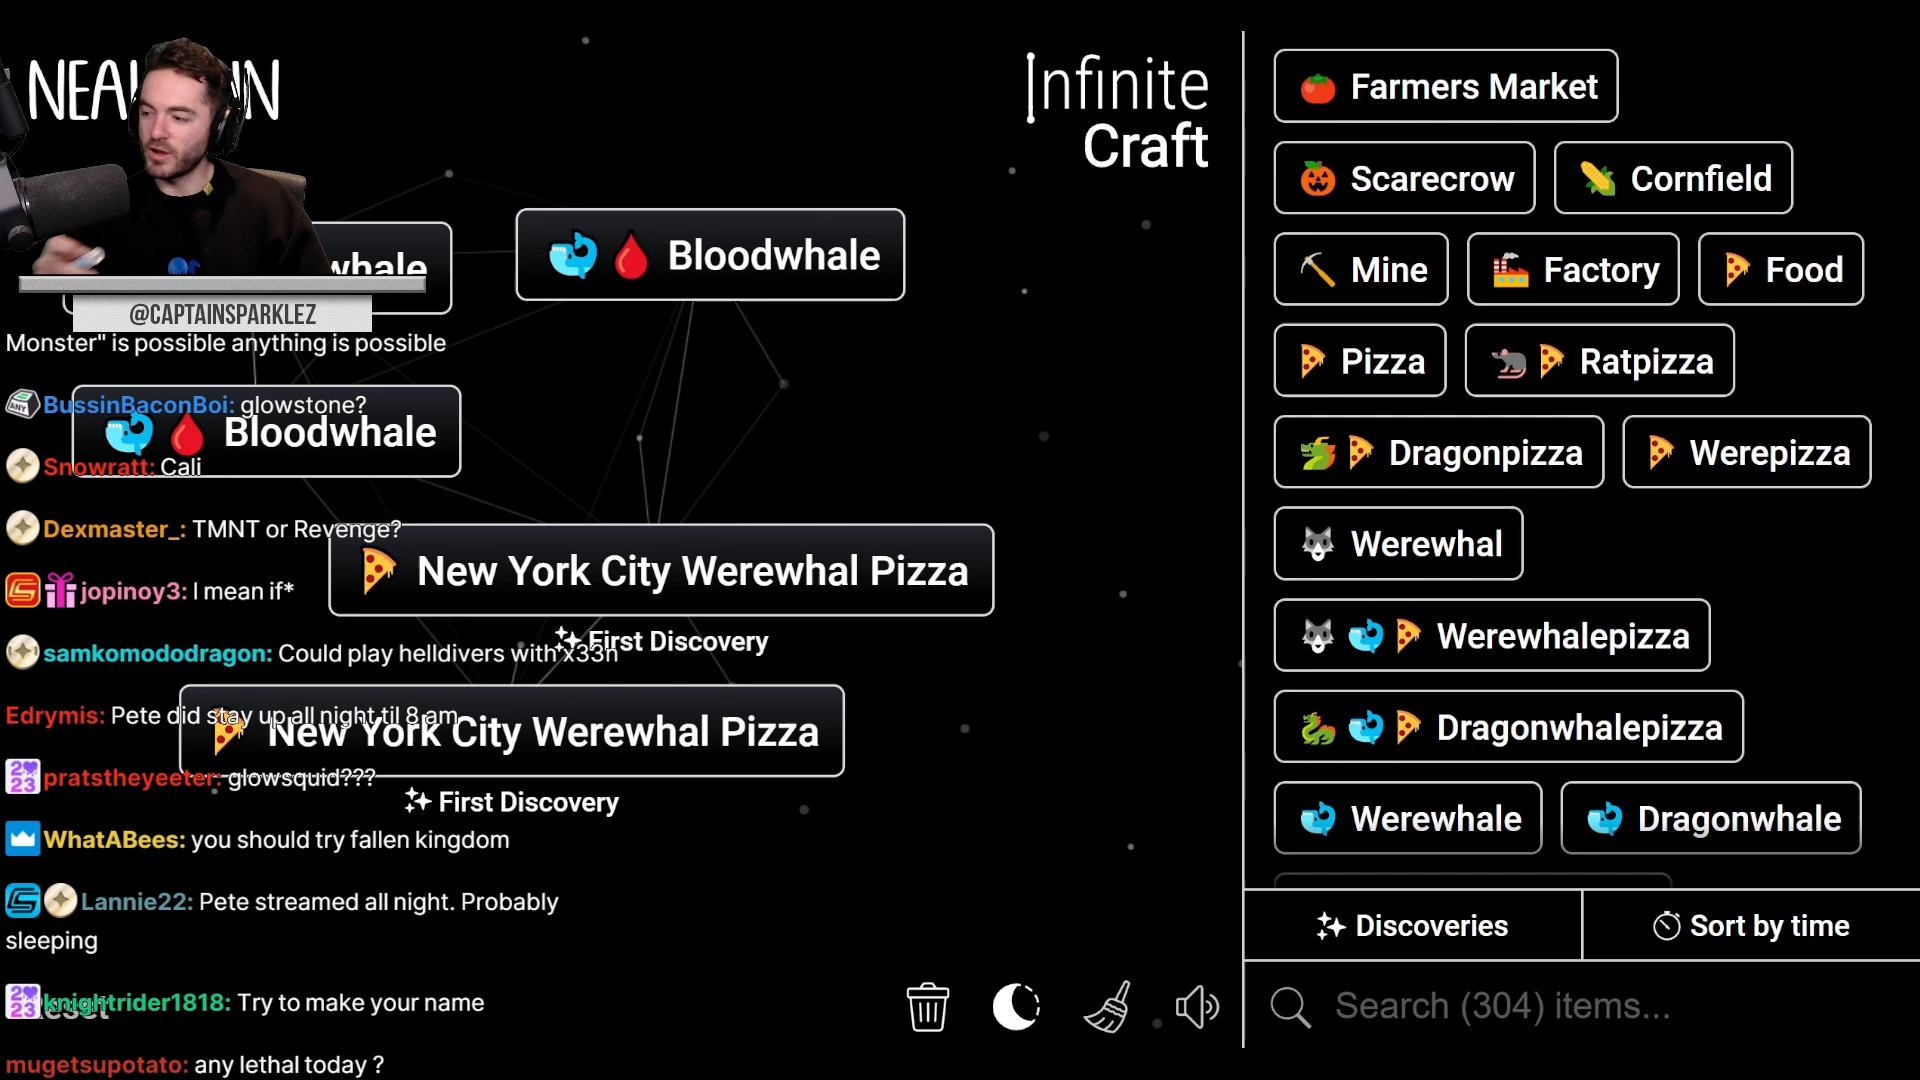 NEAL
N
Infinite
Craft
whale
Bloodwhale
@CAPTAINSPARKLEZ
Monster" is possible anything is possible
BussinBaconBoi: glowstone?
Bloodwhale
Snowratt: Cali
Dexmaster_: TMNT or Revenge?
New York City Werewhal Pizza
jopinoy3: I mean if*
First Discovery
samkomododragon: Could play helldivers with x33n
Edrymis: Pete did stay up all night til 8 am
New York City Werewhal Pizza
pratstheyeeter: glowsquid???
First Discovery
WhatABees: you should try fallen kingdom
Lannie22: Pete streamed all night. Probably
sleeping
knightrider1818: Try to make your name
mugetsupotato: any lethal today ?
Farmers Market
Scarecrow
Cornfield
Mine
Factory
Food
Pizza
Ratpizza
Dragonpizza
Werepizza
Werewhal
Werewhalepizza
Dragonwhalepizza
Werewhale
Dragonwhale
Discoveries
Sort by time
Search (304) items...